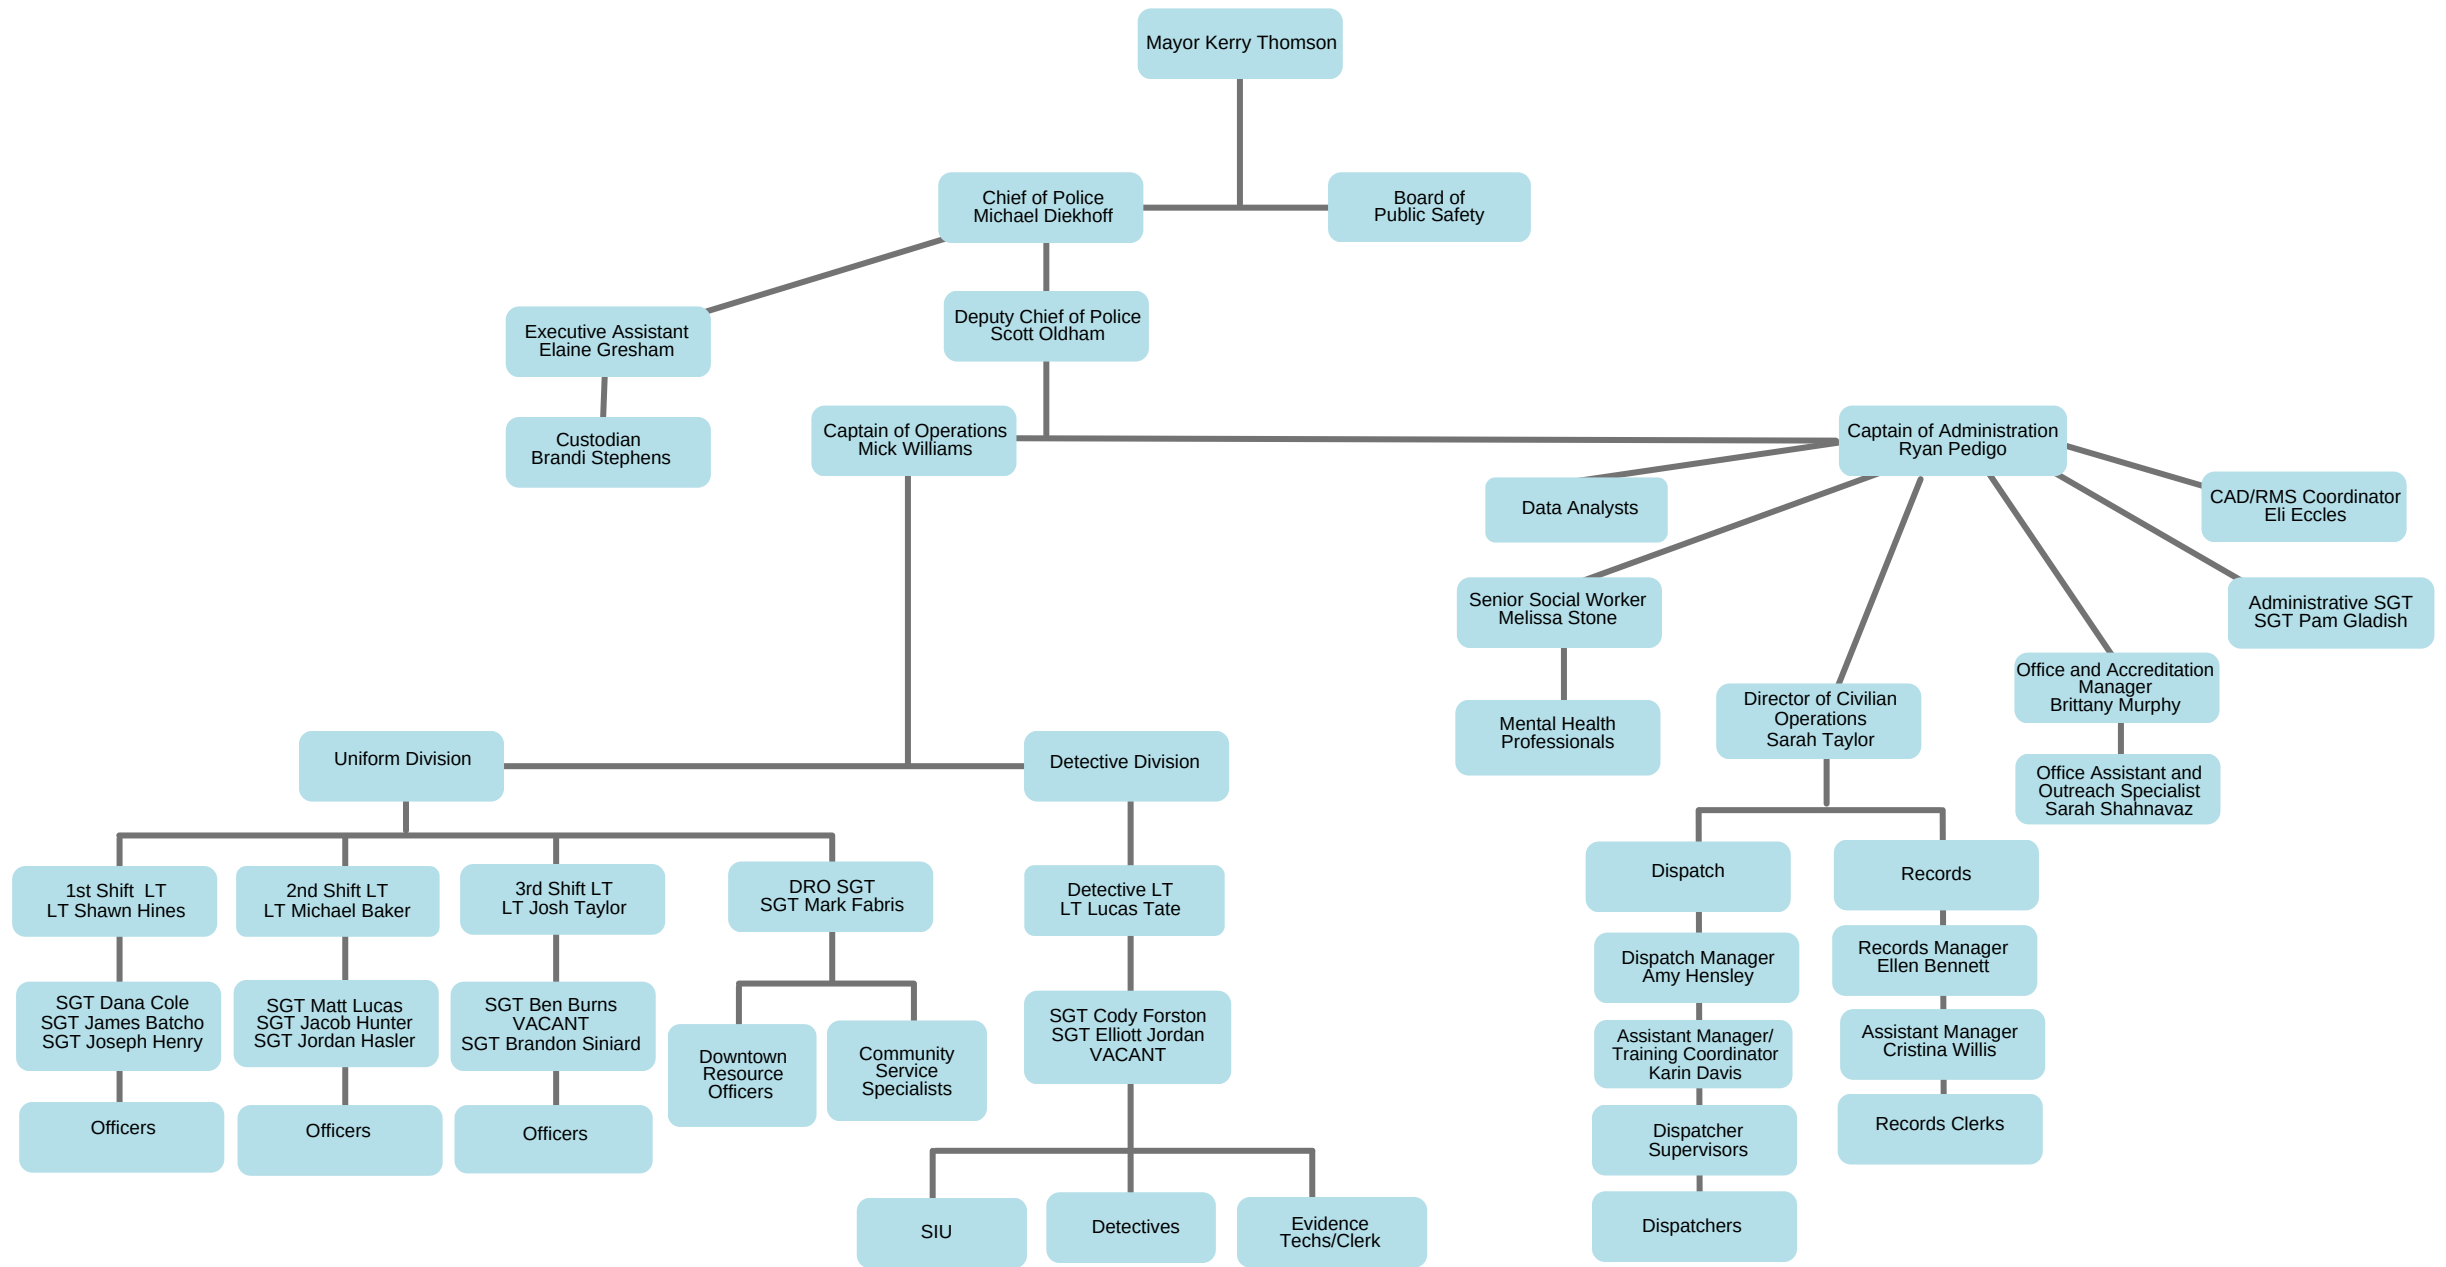 Mayor Kerry Thomson
Chief of Police
Michael Diekhoff
Board of
Public Safety
Executive Assistant
Elaine Gresham
Deputy Chief of Police
Scott Oldham
Custodian
Brandi Stephens
Captain of Operations
Mick Williams
Captain of Administration
Ryan Pedigo
Data Analysts
CAD/RMS Coordinator
Eli Eccles
Senior Social Worker
Melissa Stone
Administrative SGT
SGT Pam Gladish
Mental Health
Professionals
Director of Civilian
Operations
Sarah Taylor
Office and Accreditation
Manager
Brittany Murphy
Office Assistant and
Outreach Specialist
Sarah Shahnavaz
Uniform Division
Detective Division
1st Shift LT
LT Shawn Hines
2nd Shift LT
LT Michael Baker
3rd Shift LT
LT Josh Taylor
DRO SGT
SGT Mark Fabris
Detective LT
LT Lucas Tate
Dispatch
Records
SGT Dana Cole
SGT James Batcho
SGT Joseph Henry
SGT Matt Lucas
SGT Jacob Hunter
SGT Jordan Hasler
SGT Ben Burns
VACANT
SGT Brandon Siniard
Downtown
Resource
Officers
Community
Service
Specialists
SGT Cody Forston
SGT Elliott Jordan
VACANT
Dispatch Manager
Amy Hensley
Records Manager
Ellen Bennett
Assistant Manager/
Training Coordinator
Karin Davis
Assistant Manager
Cristina Willis
Officers
Officers
Officers
Dispatcher
Supervisors
Records Clerks
SIU
Detectives
Evidence
Techs/Clerk
Dispatchers